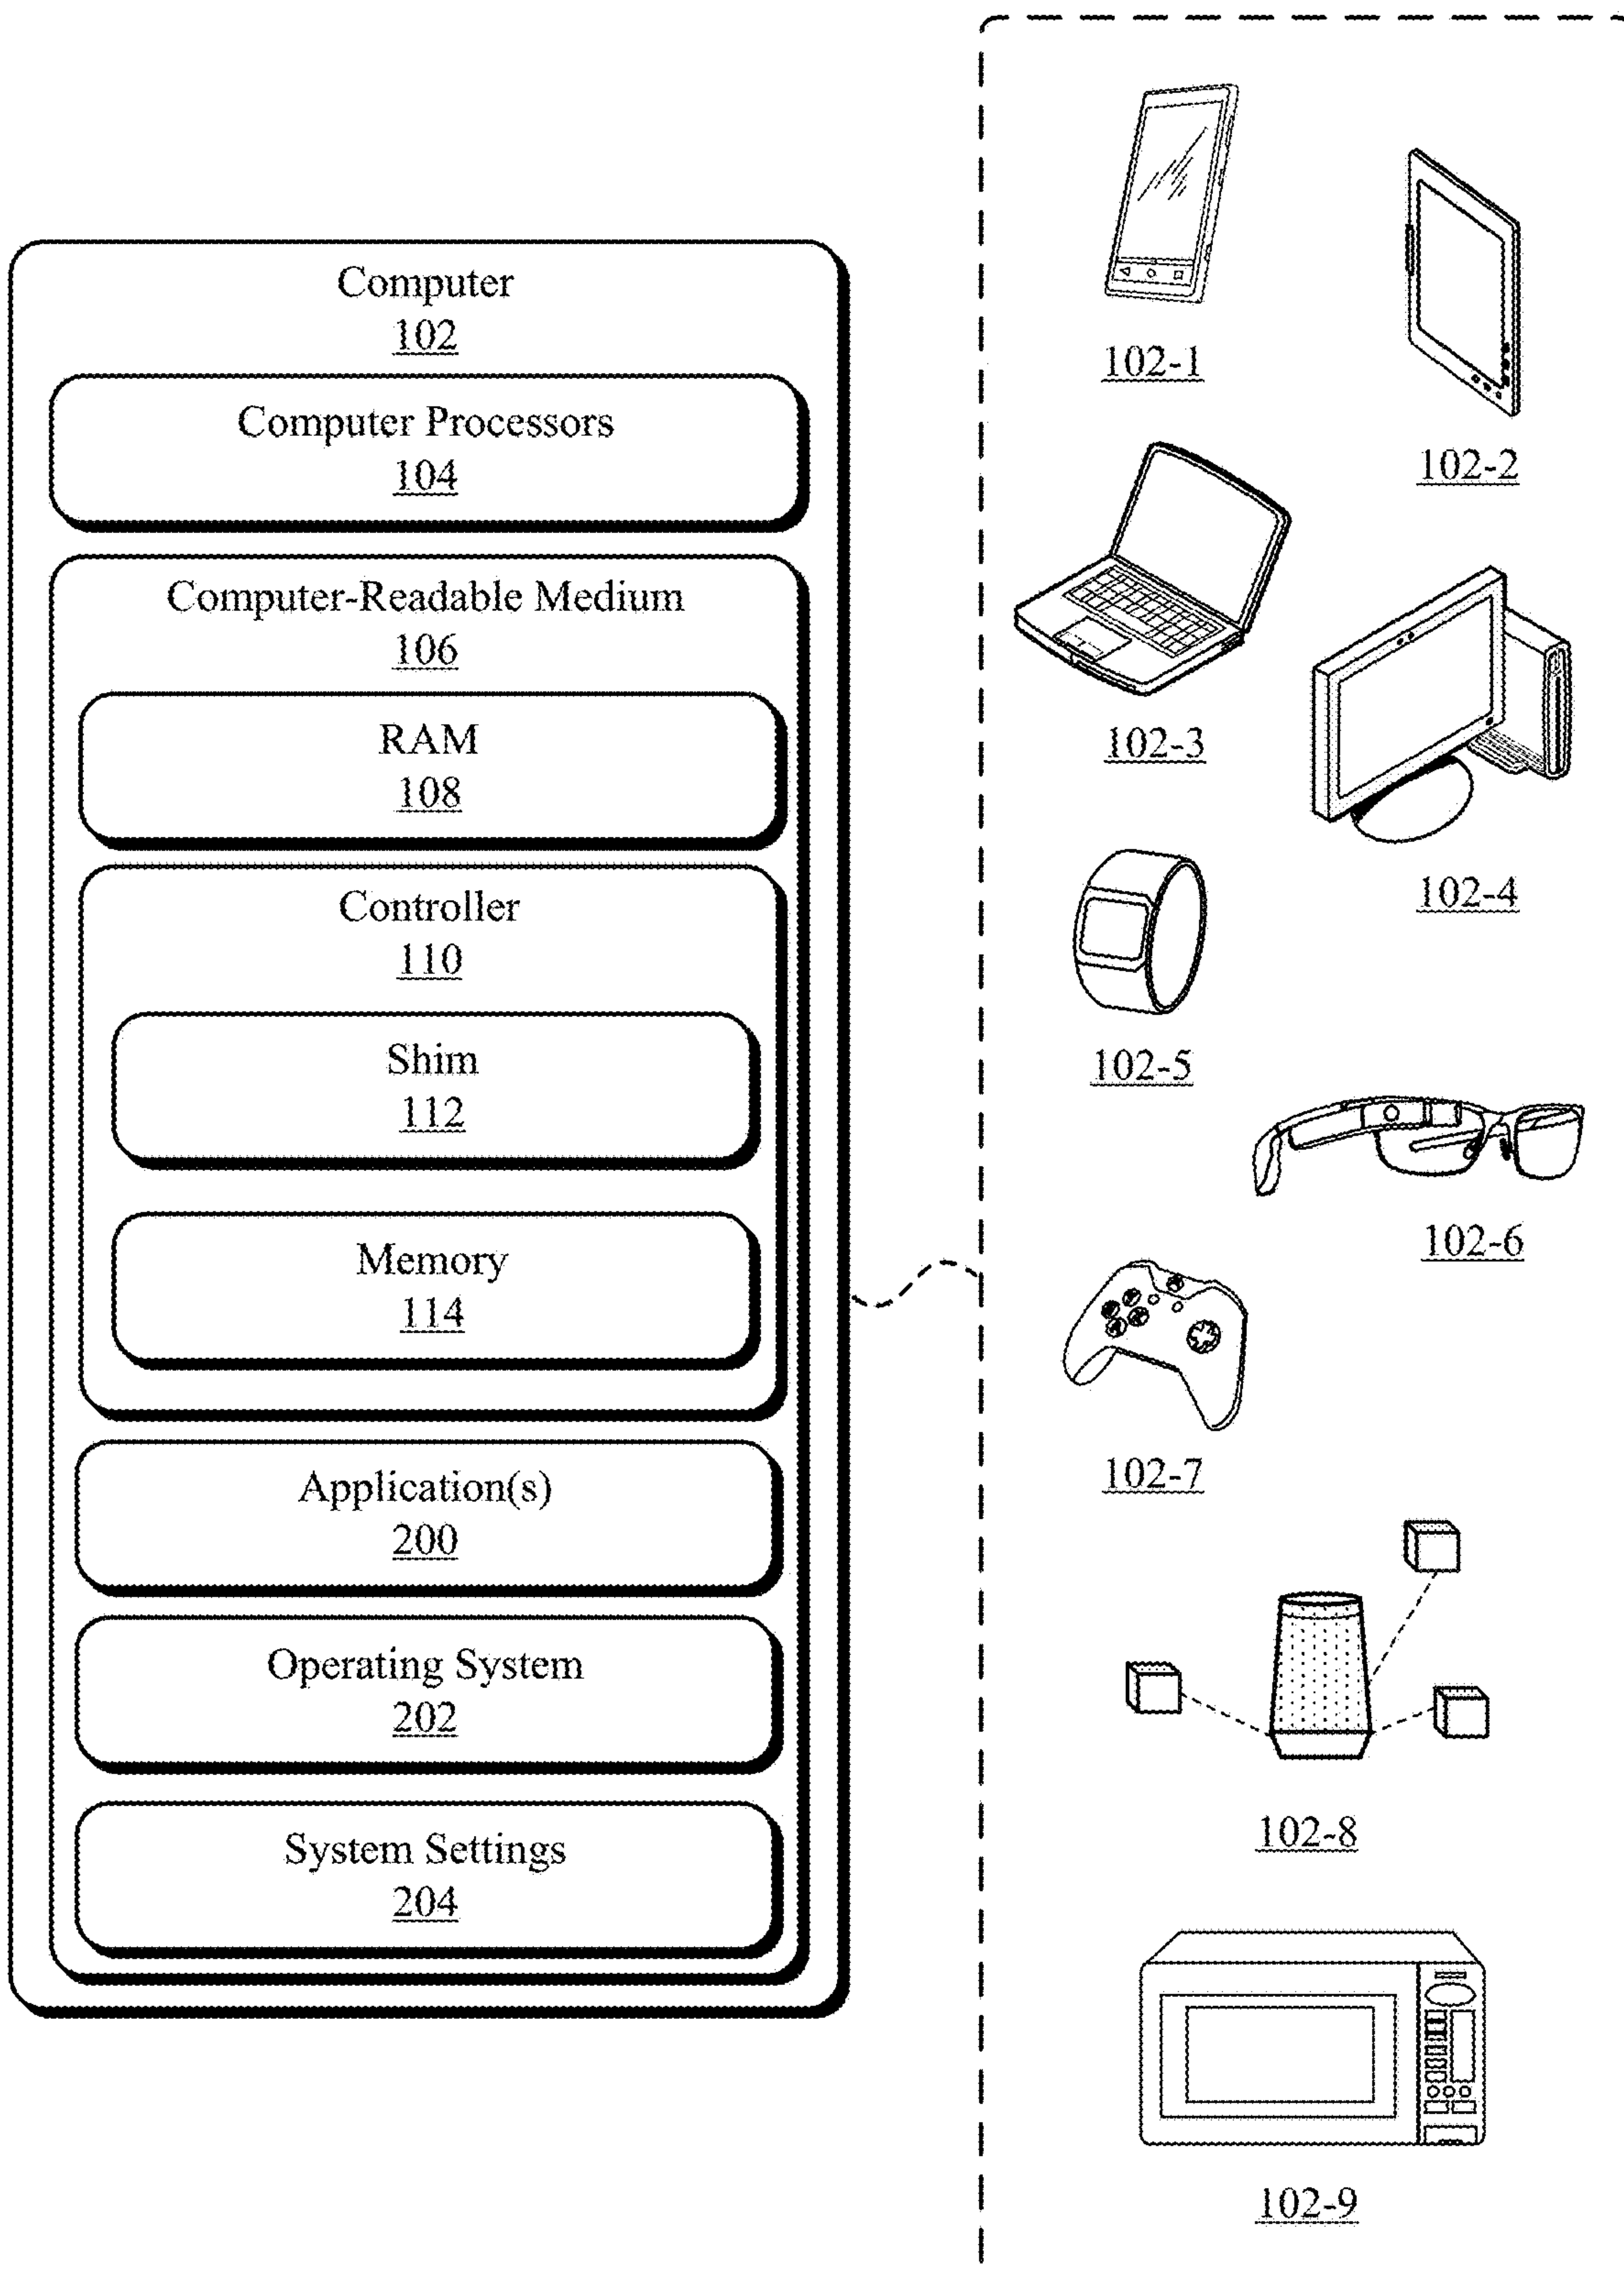 Computer
102
Computer Processors
104
Computer-Readable Medium
106
RAM
108
Controller
110
Shim
112
Memory
114
Application(s)
200
Operating System
202
System Settings
204
102-1
102-2
102-3
102-4
102-5
102-6
102-7
102-8
102-9